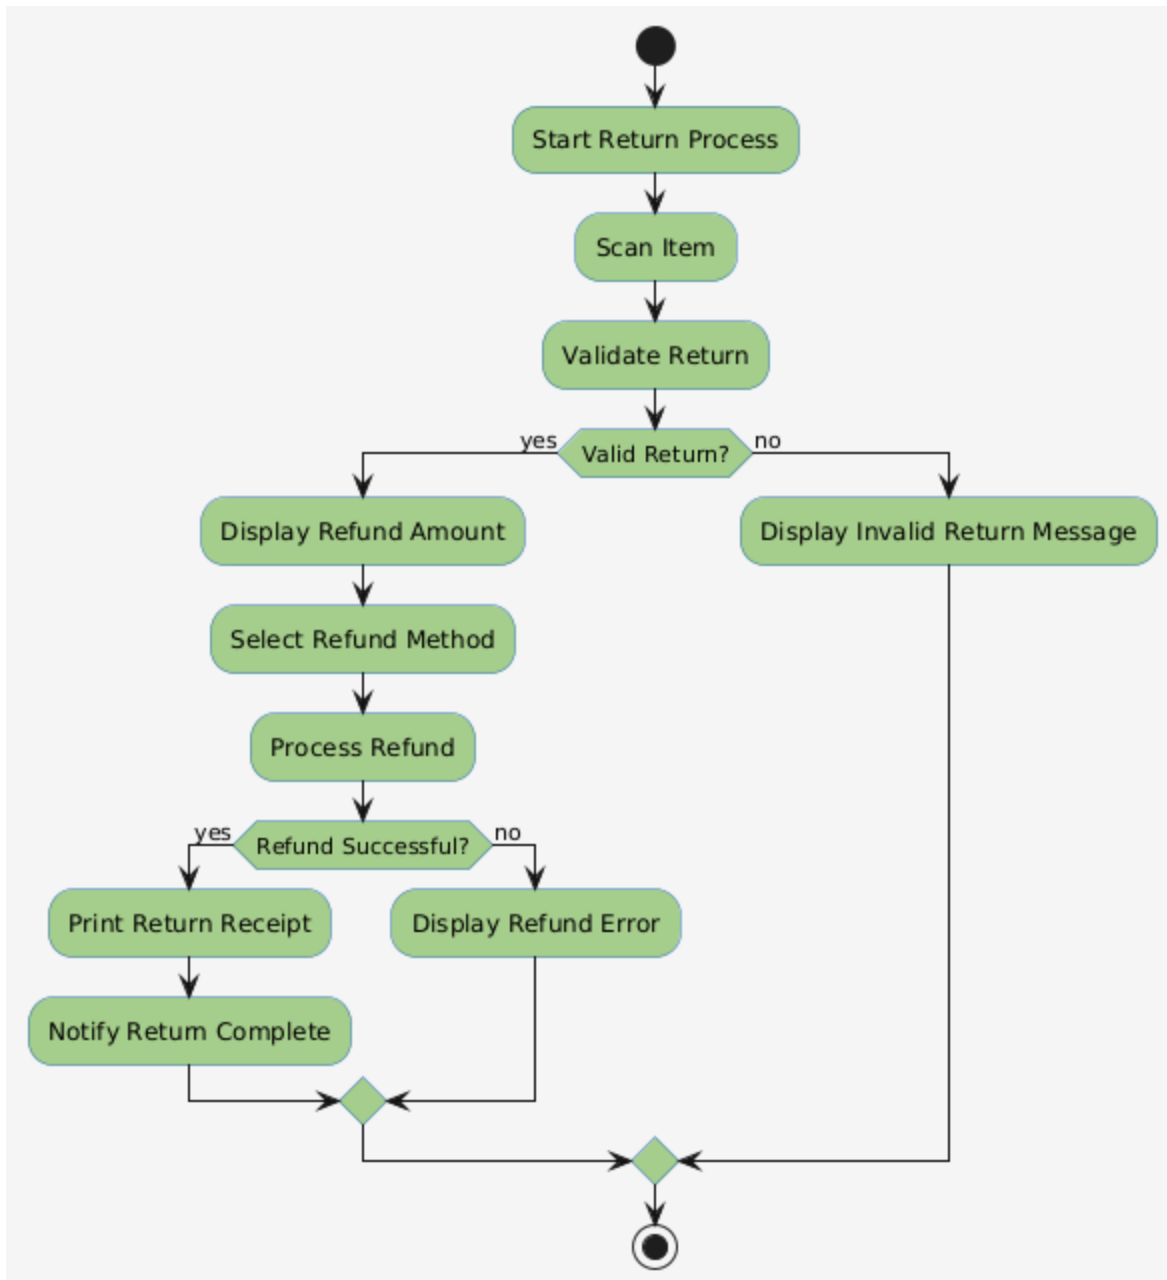 Start Return Process
Scan Item
Validate Return
yes
Valid Return?
no
Display Refund Amount
Display Invalid Return Message
Select Refund Method
Process Refund
yes
Refund Successful?
no
Print Return Receipt
Display Refund Error
Notify Return Complete